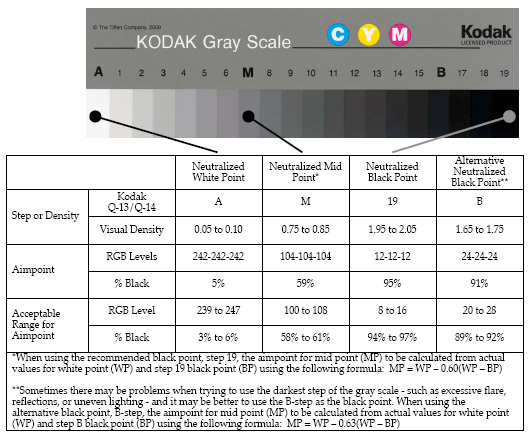 © The Tiffen Company, 2000
KODAK Gray Scale
C Y M
Kodak
LICENSED PRODUCT
A 1 2 3 4 5 6 M 8 9 10 11 12 13 14 15 B 17 18 19
Neutralized White Point
Neutralized Mid Point*
Neutralized Black Point
Alternative Neutralized Black Point**
Step or Density
Kodak Q-13/Q-14
A
M
19
B
Visual Density
0.05 to 0.10
0.75 to 0.85
1.95 to 2.05
1.65 to 1.75
Aimpoint
RGB Levels
242-242-242
104-104-104
12-12-12
24-24-24
% Black
5%
59%
95%
91%
Acceptable Range for Aimpoint
RGB Level
239 to 247
100 to 108
8 to 16
20 to 28
% Black
3% to 6%
58% to 61%
94% to 97%
89% to 92%
*When using the recommended black point, step 19, the aimpoint for mid point (MP) to be calculated from actual
values for white point (WP) and step 19 black point (BP) using the following formula: MP = WP – 0.60(WP – BP)
**Sometimes there may be problems when trying to use the darkest step of the gray scale - such as excessive flare,
reflections, or uneven lighting - and it may be better to use the B-step as the black point. When using the
alternative black point, B-step, the aimpoint for mid point (MP) to be calculated from actual values for white point
(WP) and step B black point (BP) using the following formula: MP = WP – 0.63(WP – BP)